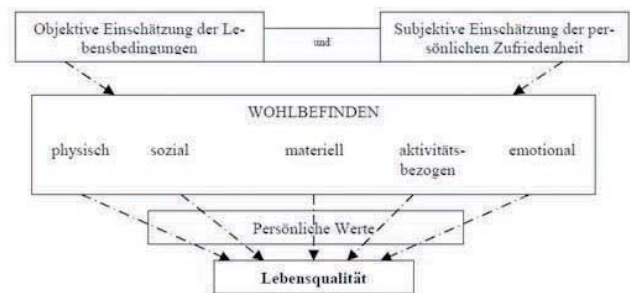 Objektive Einschätzung der Le-
bensbedingungen
und
Subjektive Einschätzung der per-
sönlichen Zufriedenheit
WOHLBEFINDEN
physisch sozial materiell aktivitäts-
bezogen
emotional
Persönliche Werte
Lebensqualität